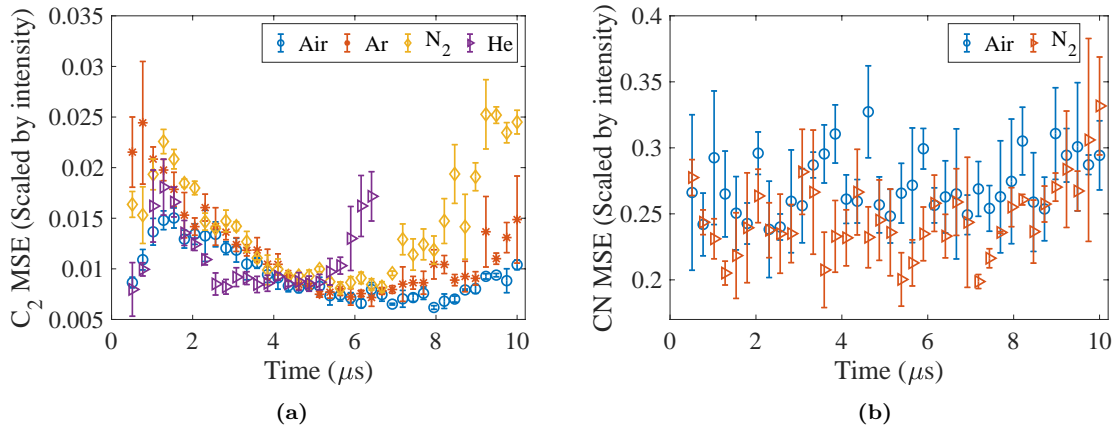 0.035
0.03
0.025
0.02
0.015
0.01
0.005
C2 MSE (Scaled by intensity)
Air Ar N2 He
0 2 4 6 8 10
Time (μs)
(a)
0.4
0.35
0.3
0.25
0.2
CN MSE (Scaled by intensity)
Air N2
0 2 4 6 8 10
Time (μs)
(b)